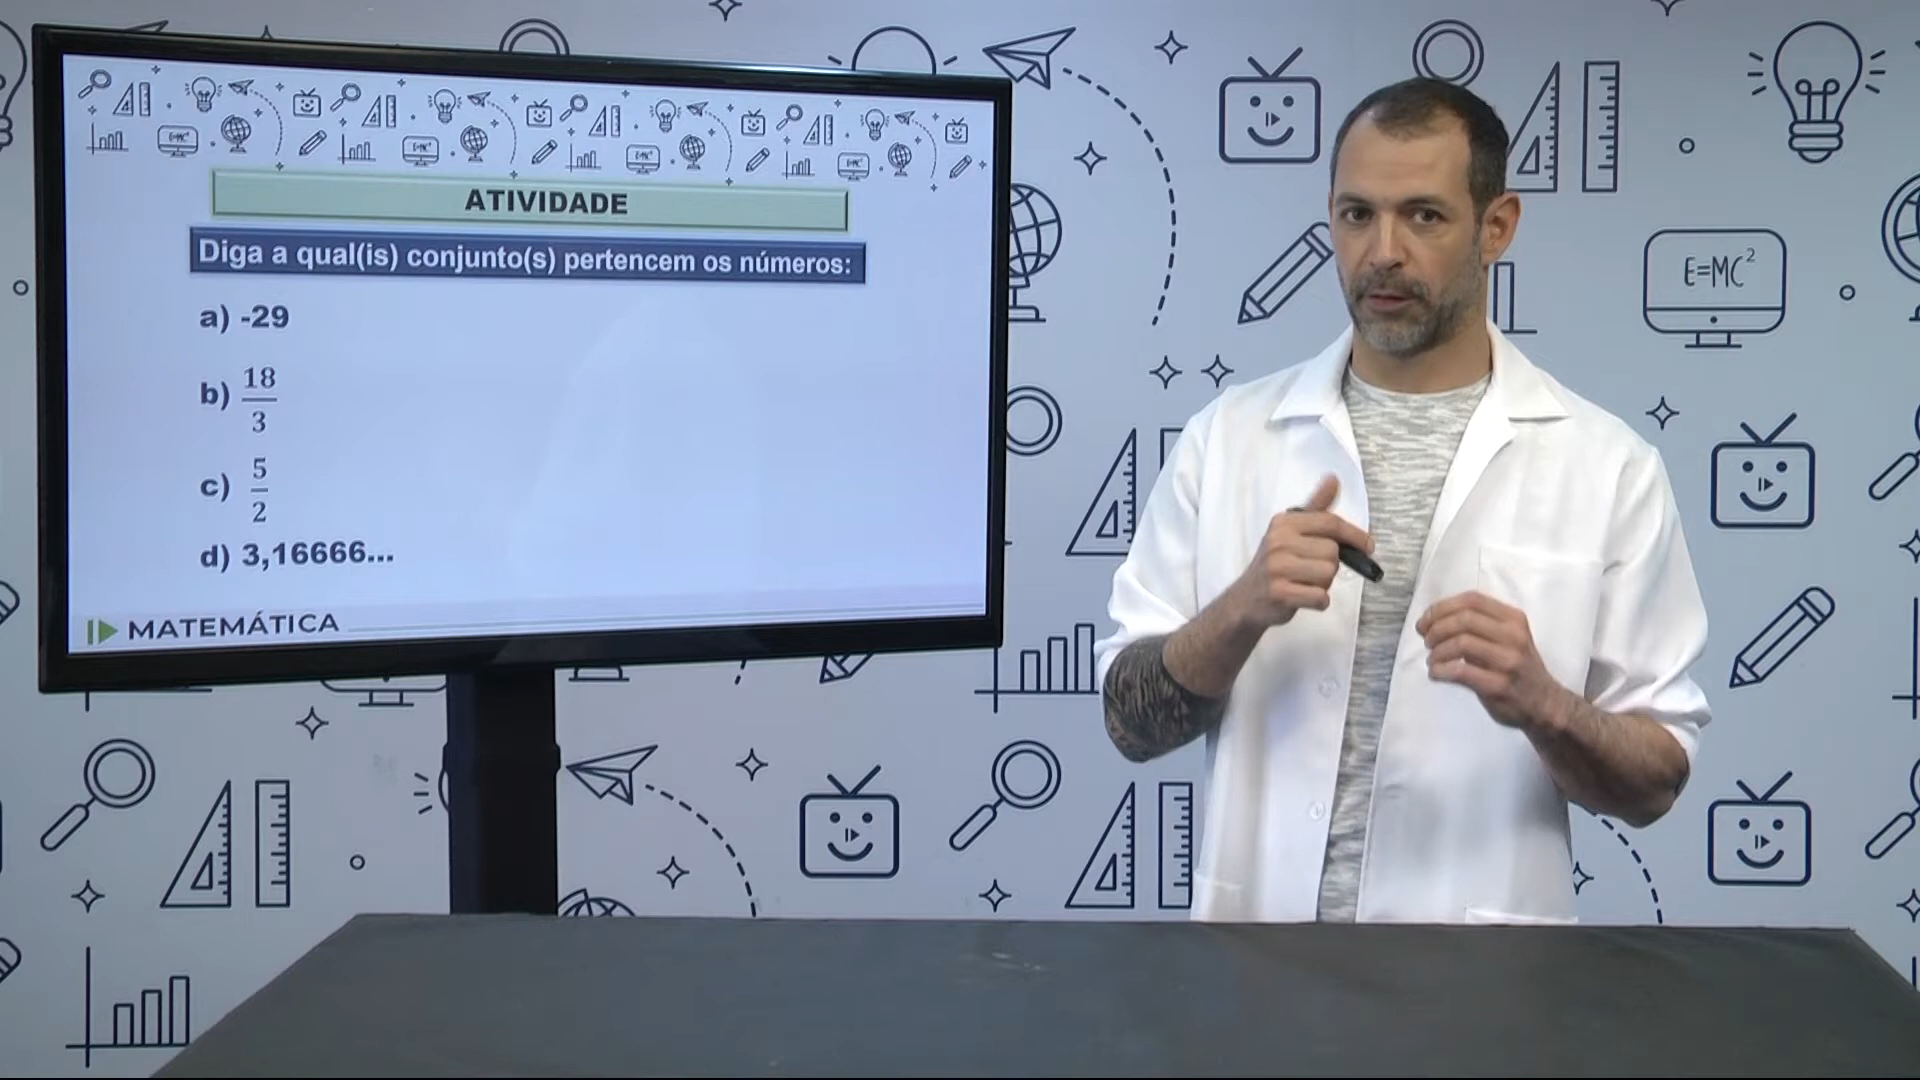 ATIVIDADE
Diga a qual(is) conjunto(s) pertencem os números:
a) -29
b) 18/3
c) 5/2
d) 3,16666...
MATEMÁTICA
E=MC²